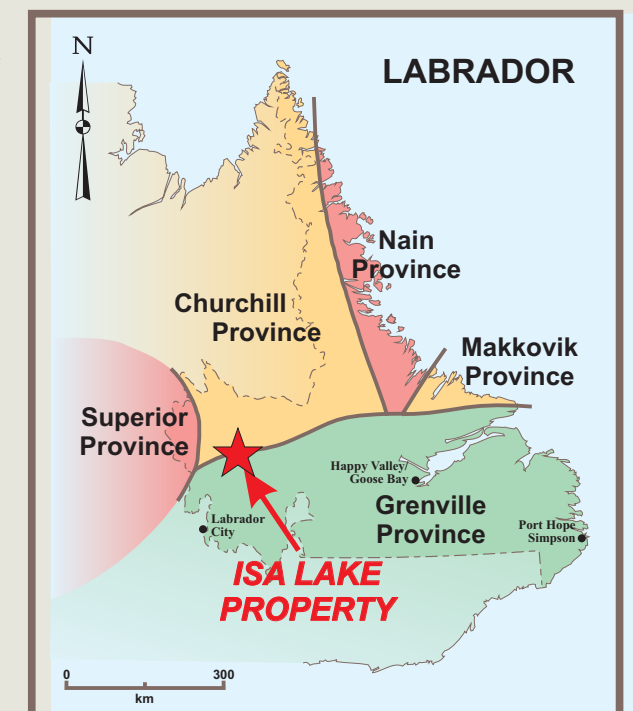 N
LABRADOR
Nain
Province
Churchill
Province
Makkovik
Province
Superior
Province
Happy Valley/
Goose Bay
Grenville
Province
Labrador
City
Port Hope
Simpson
ISA LAKE
PROPERTY
0 300
km